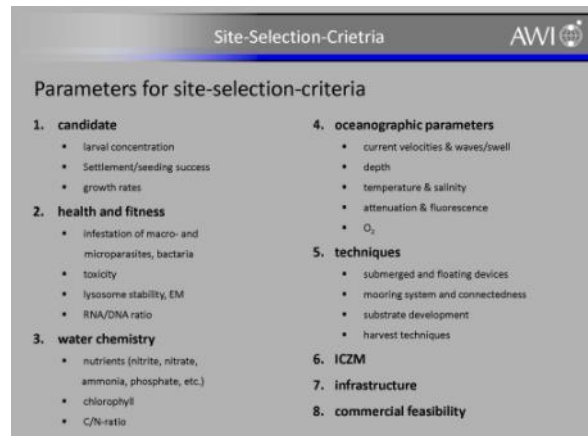 Site-Selection-Crietria
AWI
Parameters for site-selection-criteria
1. candidate
▪ larval concentration
▪ Settlement/seeding success
▪ growth rates
2. health and fitness
▪ infestation of macro- and
microparasites, bactaria
▪ toxicity
▪ lysosome stability, EM
▪ RNA/DNA ratio
3. water chemistry
▪ nutrients (nitrite, nitrate,
ammonia, phosphate, etc.)
▪ chlorophyll
▪ C/N-ratio
4. oceanographic parameters
▪ current velocities & waves/swell
▪ depth
▪ temperature & salinity
▪ attenuation & fluorescence
▪ O₂
5. techniques
▪ submerged and floating devices
▪ mooring system and connectedness
▪ substrate development
▪ harvest techniques
6. ICZM
7. infrastructure
8. commercial feasibility